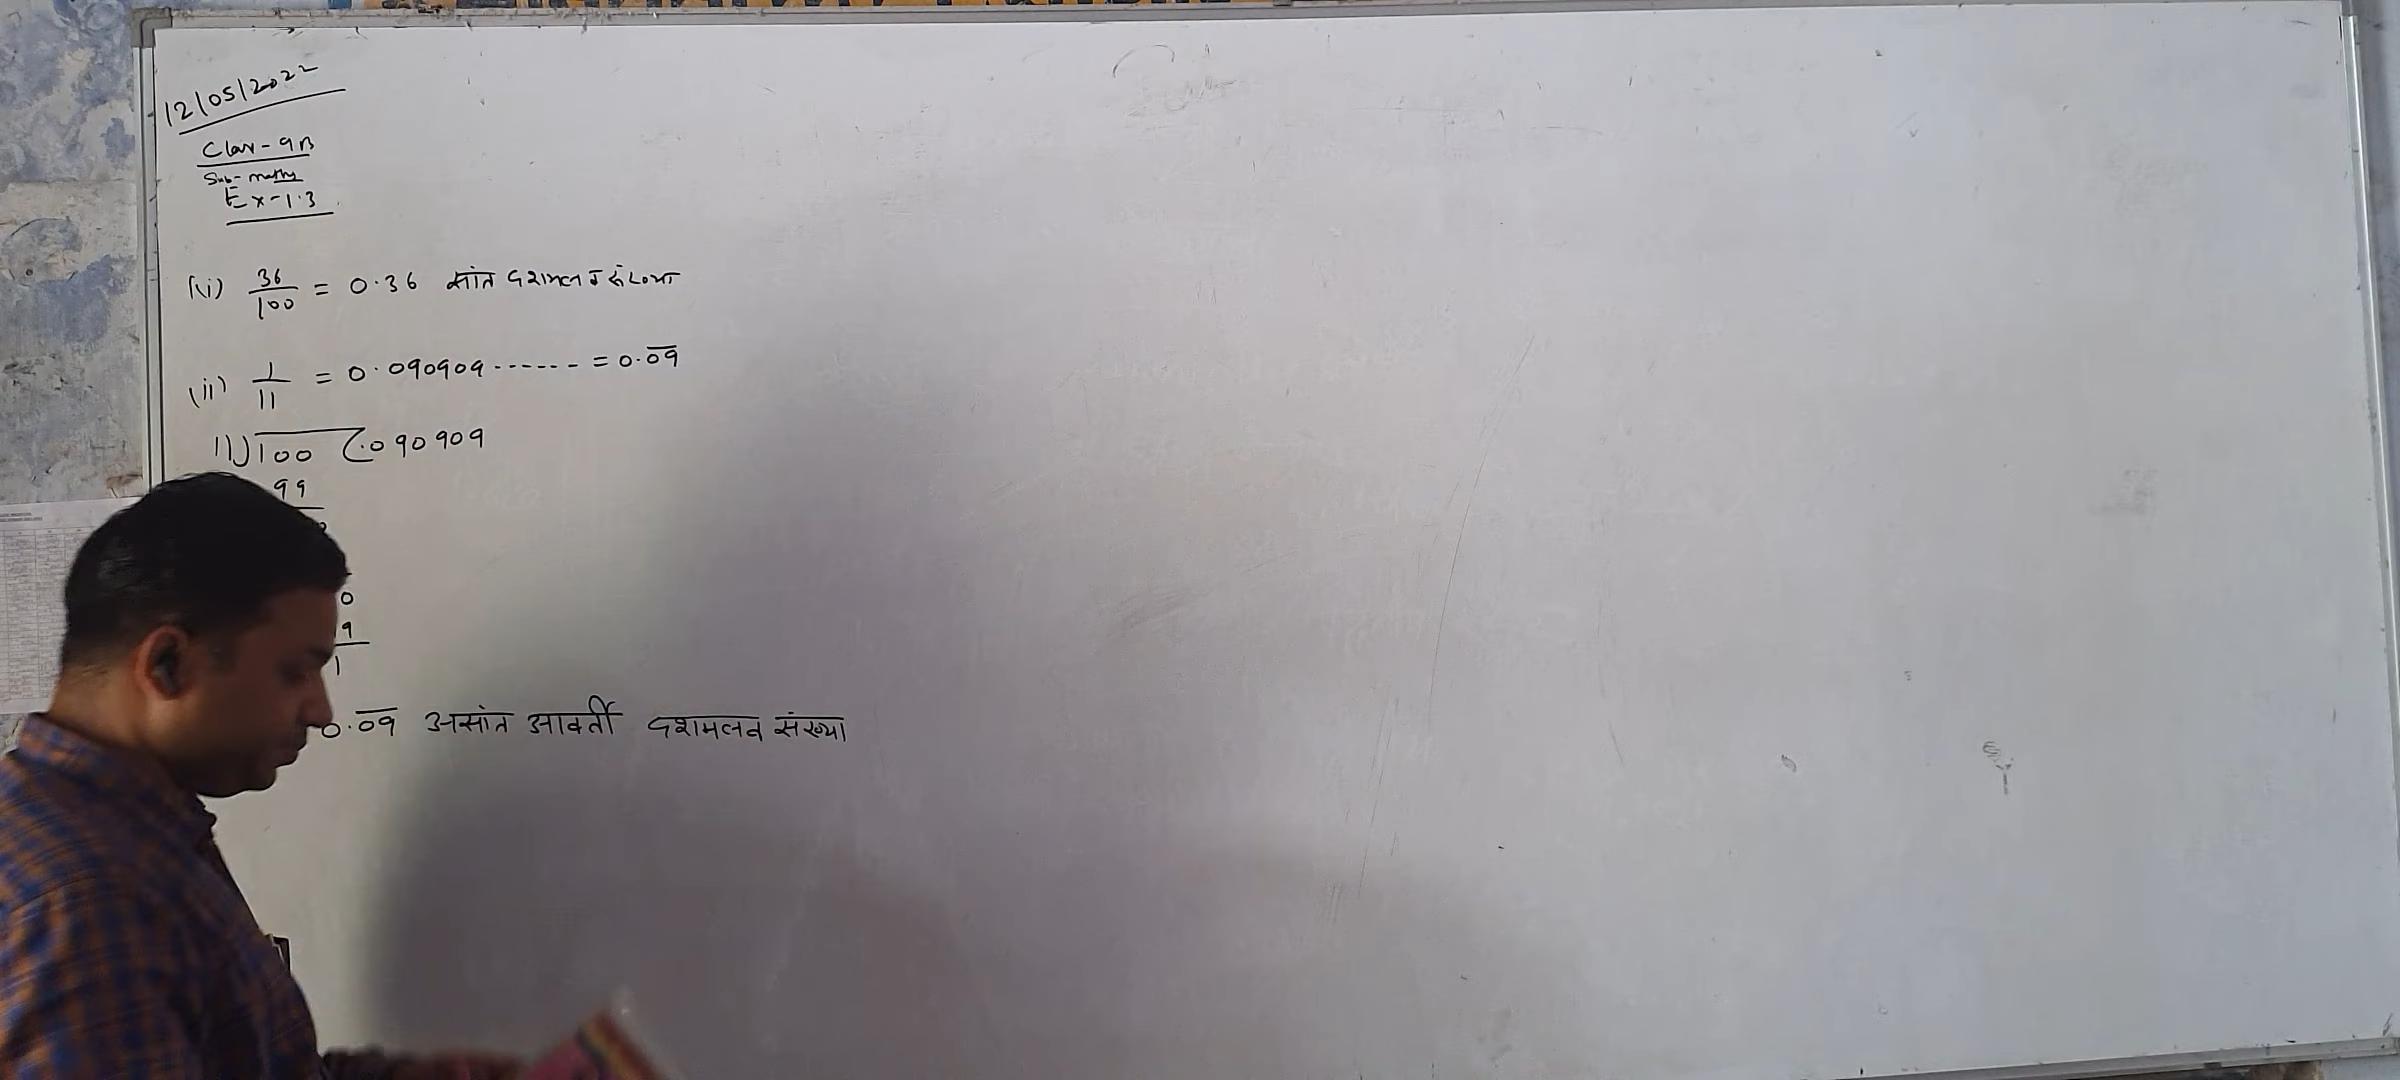 12/05/2022
Class - 9B
Sub - maths
Ex - 1.3
(i) 36/100 = 0.36 सांत दशमलव संख्या
(ii) 1/11 = 0.090909------ = 0.0̅9̅
11)100(.090909
99
0
9
1
0.0̅9̅ असांत आवर्ती दशमलव संख्या